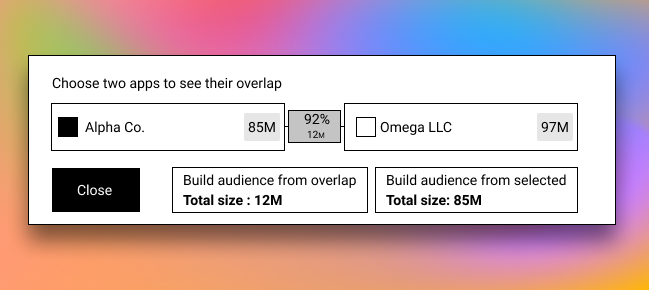 Choose two apps to see their overlap
Alpha Co.
85M
92%
12M
Omega LLC
97M
Close
Build audience from overlap
Total size : 12M
Build audience from selected
Total size: 85M